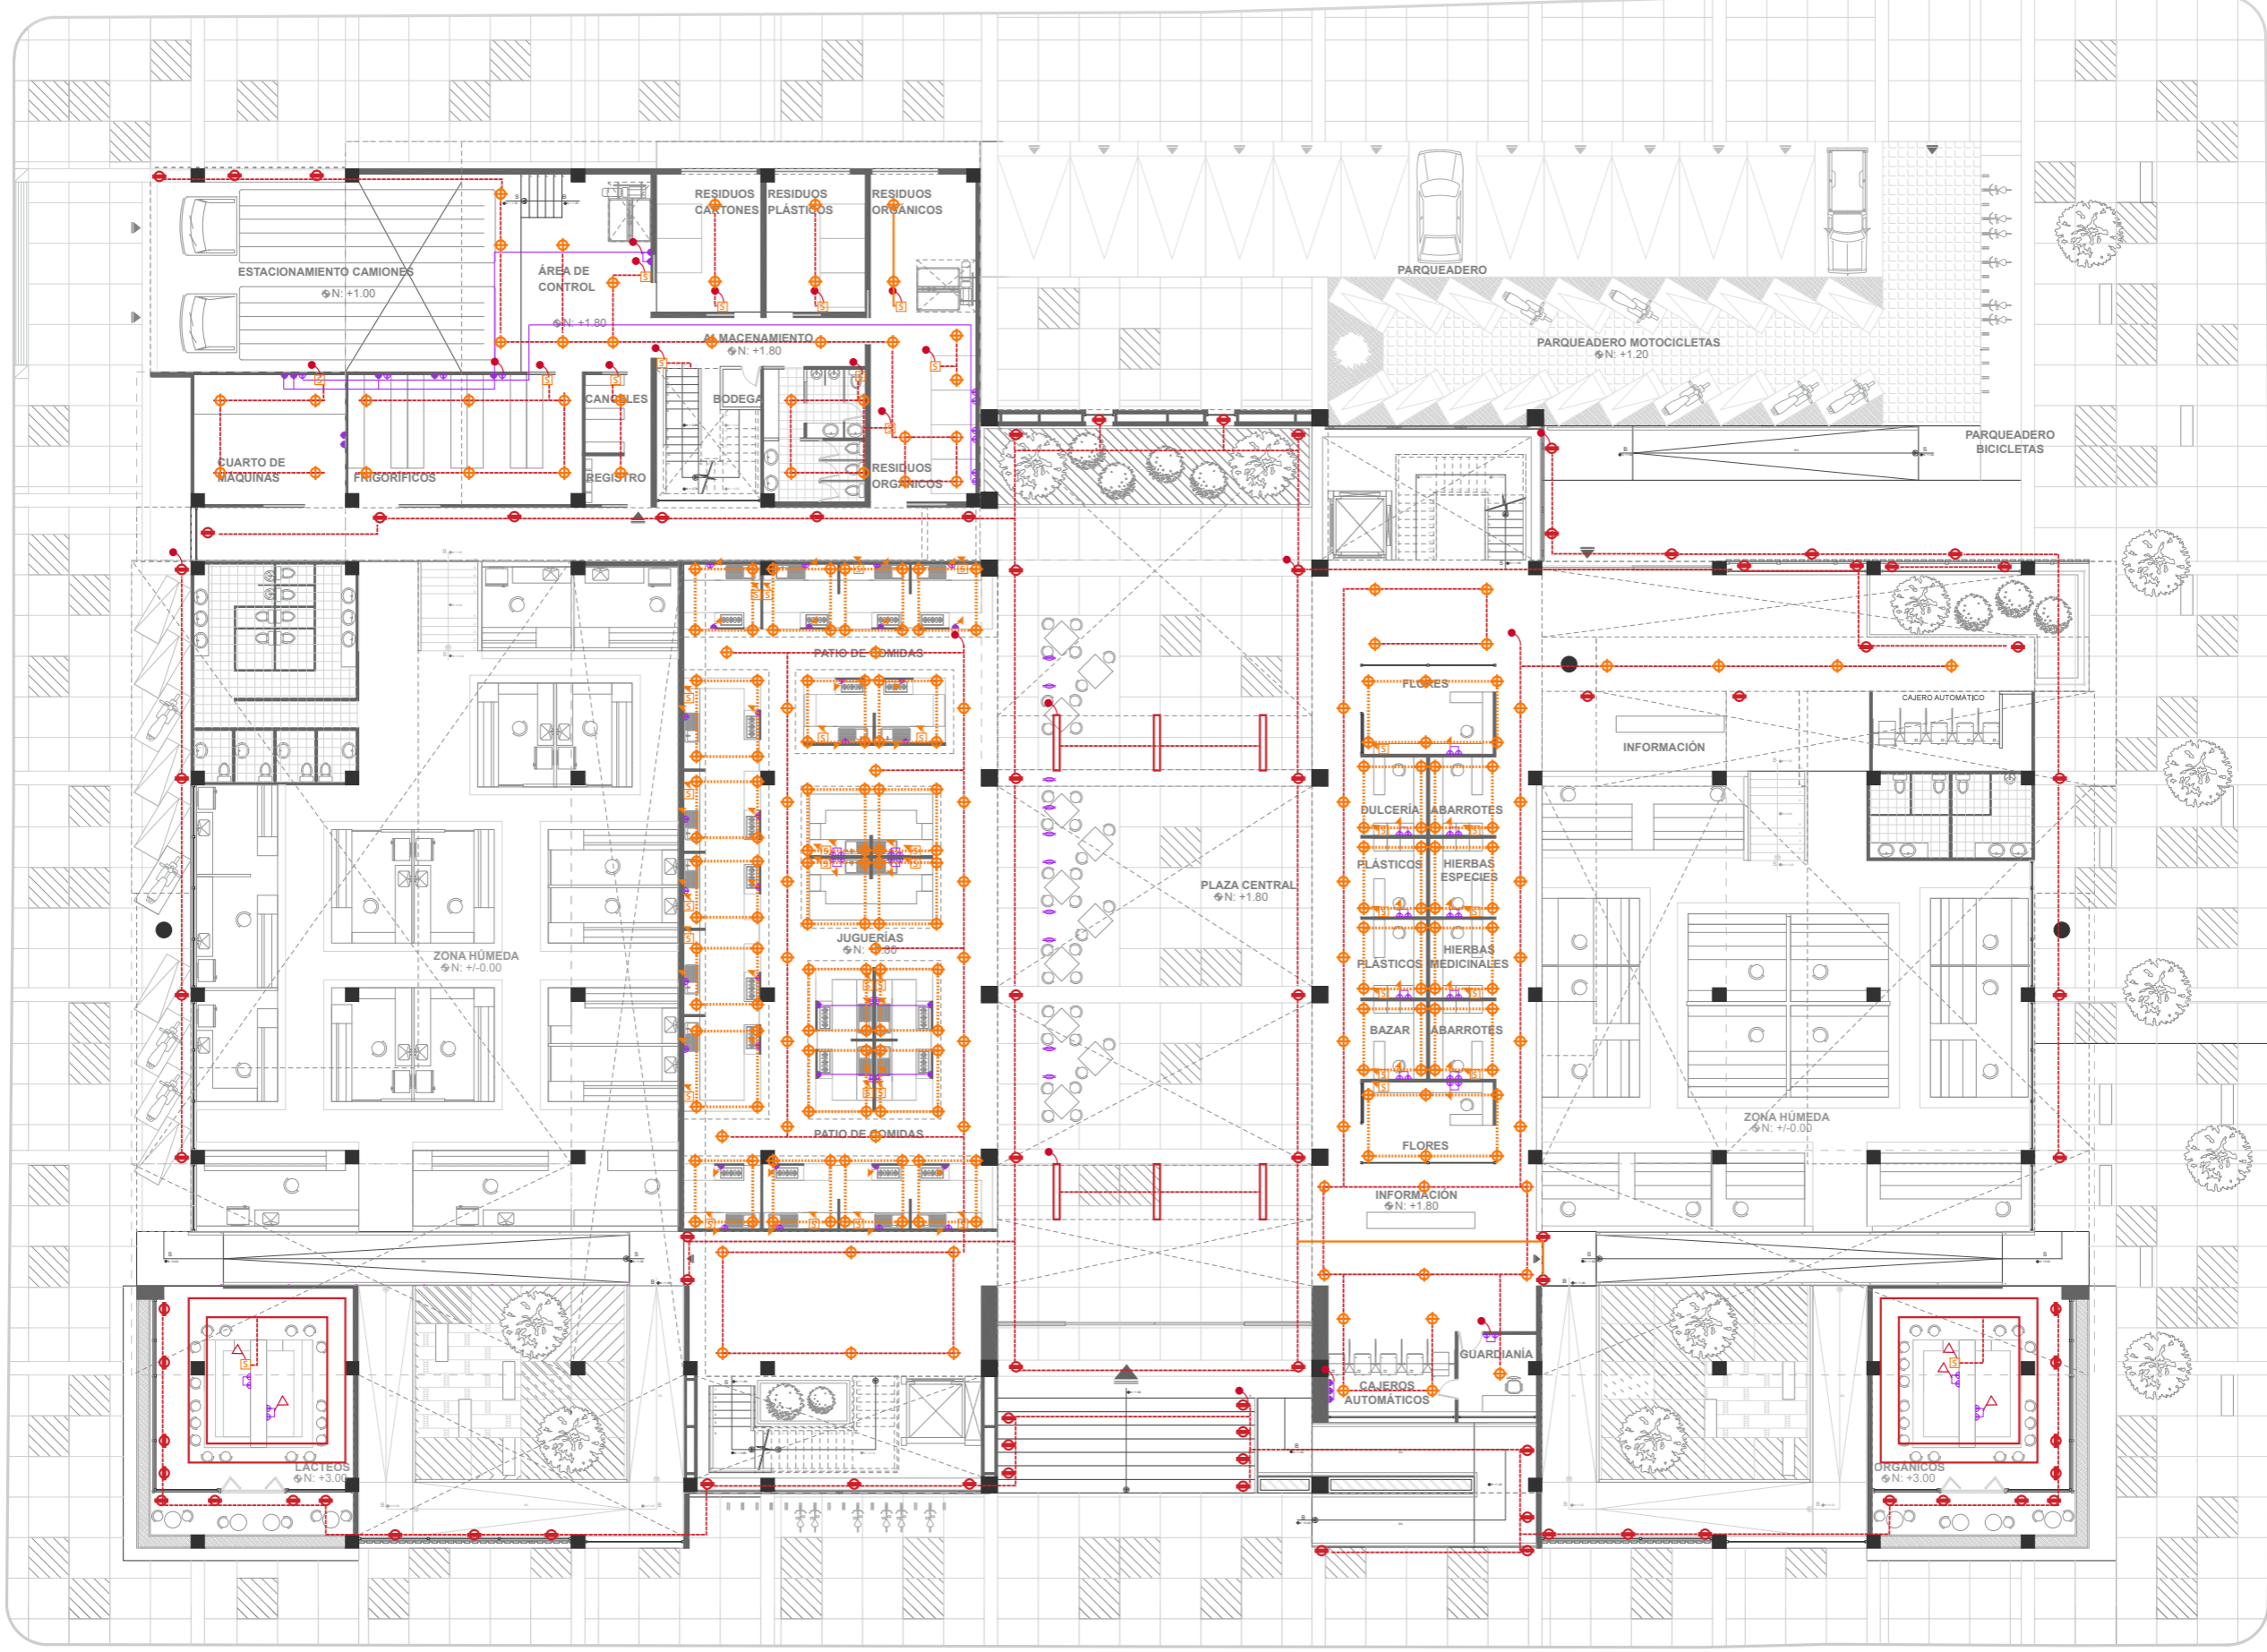 RESIDUOS
CARTONES
RESIDUOS
PLÁSTICOS
RESIDUOS
ORGÁNICOS
ESTACIONAMIENTO CAMIONES
N: +1.00
ÁREA DE
CONTROL
N: +1.80
PARQUEADERO
ALMACENAMIENTO
N: +1.80
PARQUEADERO MOTOCICLETAS
N: +1.20
CANCELES
BODEGA
PARQUEADERO
BICICLETAS
CUARTO DE
MAQUINAS
FRIGORÍFICOS
REGISTRO
RESIDUOS
ORGÁNICOS
PATIO DE COMIDAS
FLORES
CAJERO AUTOMÁTICO
INFORMACIÓN
DULCERÍA
ABARROTES
PLÁSTICOS
HIERBAS
ESPECIES
PLAZA CENTRAL
N: +1.80
JUGUERÍAS
N: +1.80
ZONA HÚMEDA
N: +/-0.00
PLÁSTICOS
HIERBAS
MEDICINALES
BAZAR
ABARROTES
ZONA HÚMEDA
N: +/-0.00
PATIO DE COMIDAS
FLORES
INFORMACIÓN
N: +1.80
GUARDIANÍA
CAJEROS
AUTOMÁTICOS
LÁCTEOS
N: +3.00
ORGÁNICOS
N: +3.00